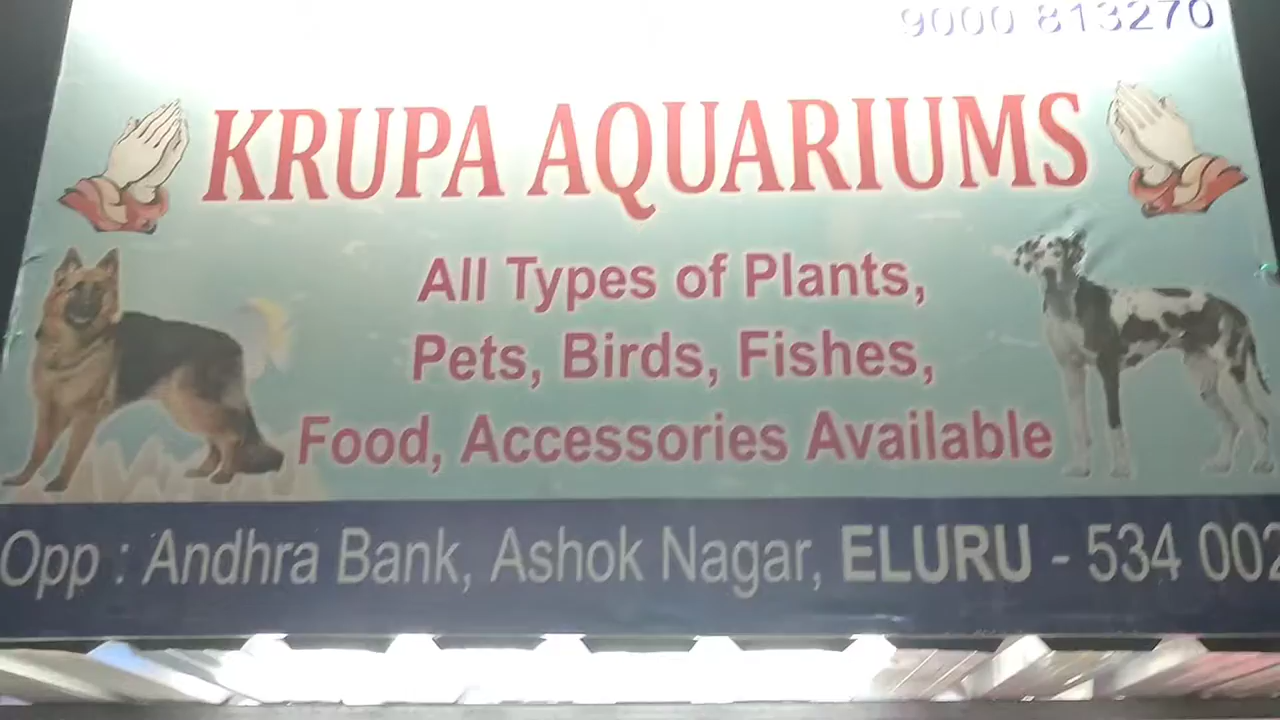 9000 813270
KRUPA AQUARIUMS
All Types of Plants,
Pets, Birds, Fishes,
Food, Accessories Available
Opp : Andhra Bank, Ashok Nagar, ELURU - 534 002